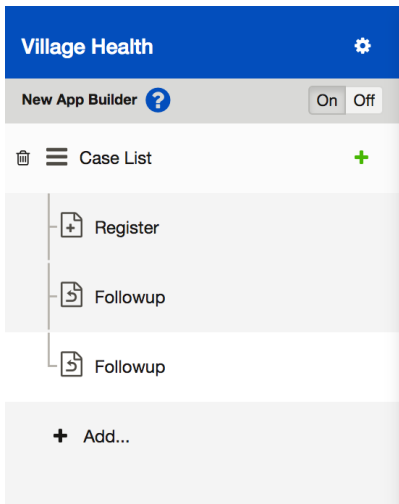 Village Health
New App Builder ? On Off
Case List +
Register
Followup
Followup
+ Add...